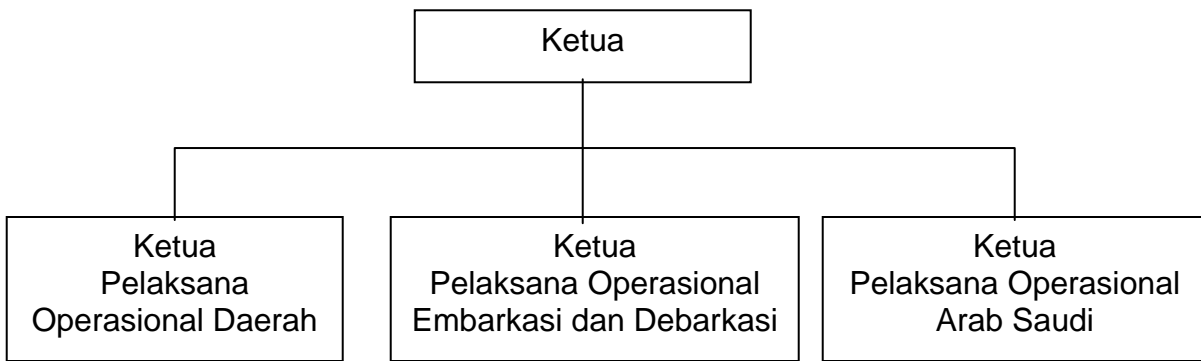 Ketua
Ketua
Pelaksana
Operasional Daerah
Ketua
Pelaksana Operasional
Embarkasi dan Debarkasi
Ketua
Pelaksana Operasional
Arab Saudi